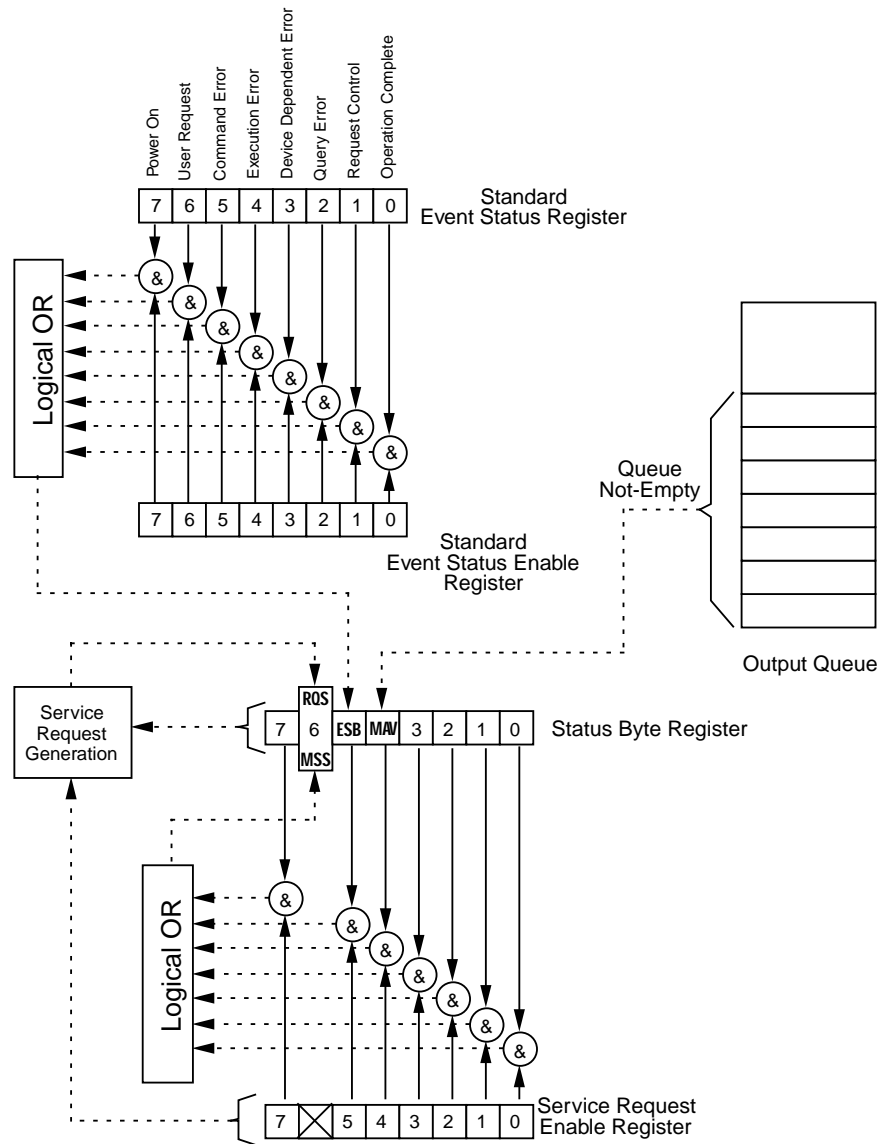 Power On
User Request
Command Error
Execution Error
Device Dependent Error
Query Error
Request Control
Operation Complete
7 6 5 4 3 2 1 0
Standard
Event Status Register
Logical OR
&
&
&
&
&
&
&
&
7 6 5 4 3 2 1 0
Standard
Event Status Enable
Register
Queue
Not-Empty
Output Queue
Service
Request
Generation
RQS
7 6 ESB MAV 3 2 1 0
MSS
Status Byte Register
Logical OR
&
&
&
&
&
&
&
7 5 4 3 2 1 0
Service Request
Enable Register